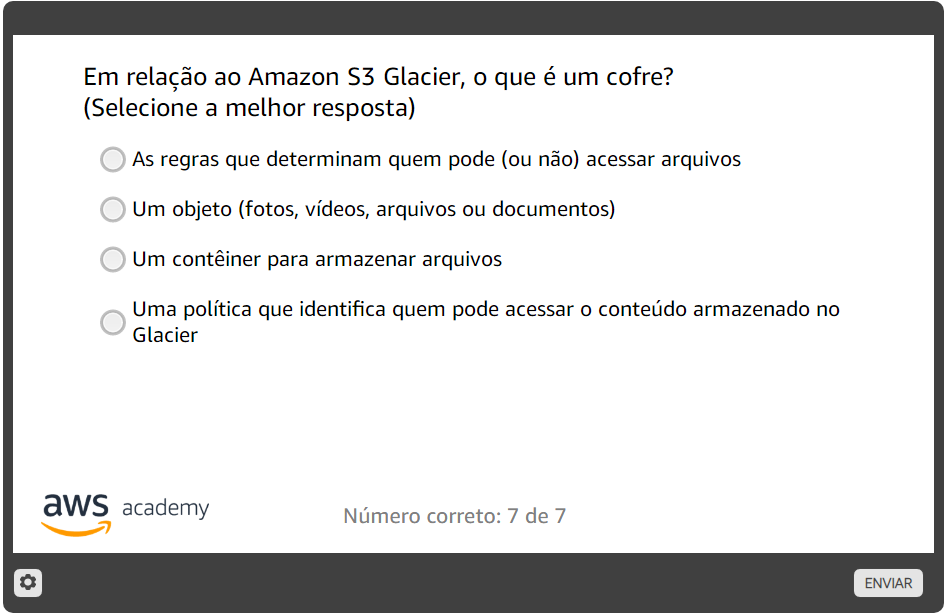 Em relação ao Amazon S3 Glacier, o que é um cofre?
(Selecione a melhor resposta)
As regras que determinam quem pode (ou não) acessar arquivos
Um objeto (fotos, vídeos, arquivos ou documentos)
Um contêiner para armazenar arquivos
Uma política que identifica quem pode acessar o conteúdo armazenado no
Glacier
aws academy
Número correto: 7 de 7
ENVIAR